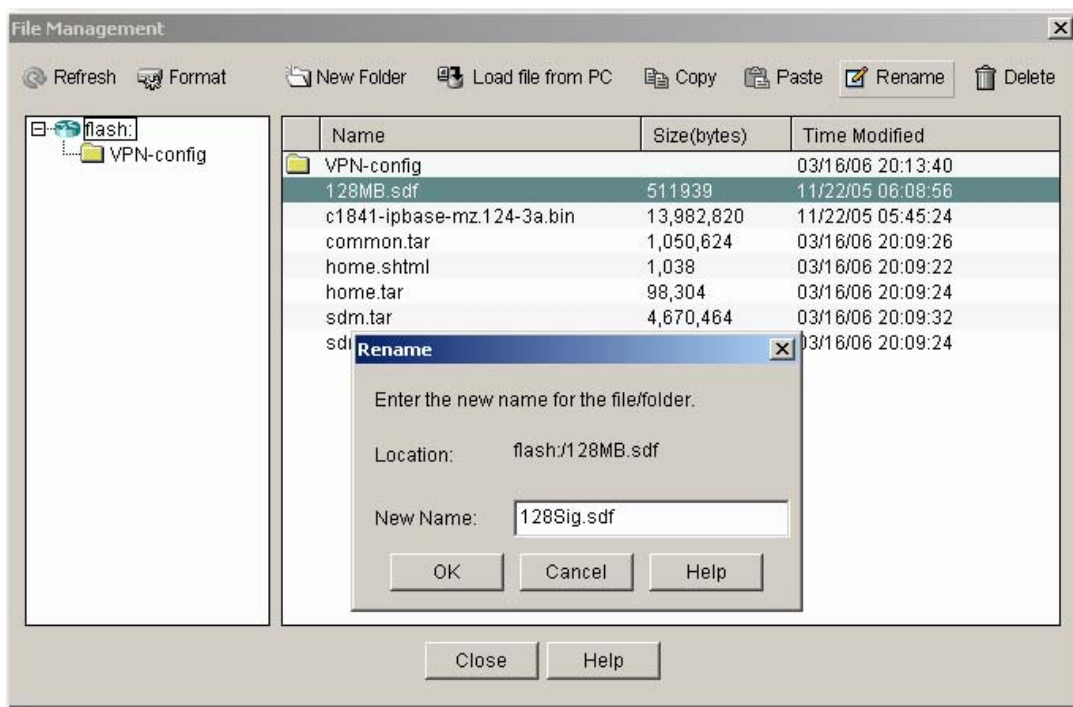 File Management
Refresh Format New Folder Load file from PC Copy Paste Rename Delete
flash:
VPN-config
Name Size(bytes) Time Modified
VPN-config 03/16/06 20:13:40
128MB.sdf 511939 11/22/05 06:08:56
c1841-ipbase-mz.124-3a.bin 13,982,820 11/22/05 05:45:24
common.tar 1,050,624 03/16/06 20:09:26
home.shtml 1,038 03/16/06 20:09:22
home.tar 98,304 03/16/06 20:09:24
sdm.tar 4,670,464 03/16/06 20:09:32
03/16/06 20:09:24
Rename
Enter the new name for the file/folder.
Location: flash:/128MB.sdf
New Name: 128Sig.sdf
OK Cancel Help
Close Help